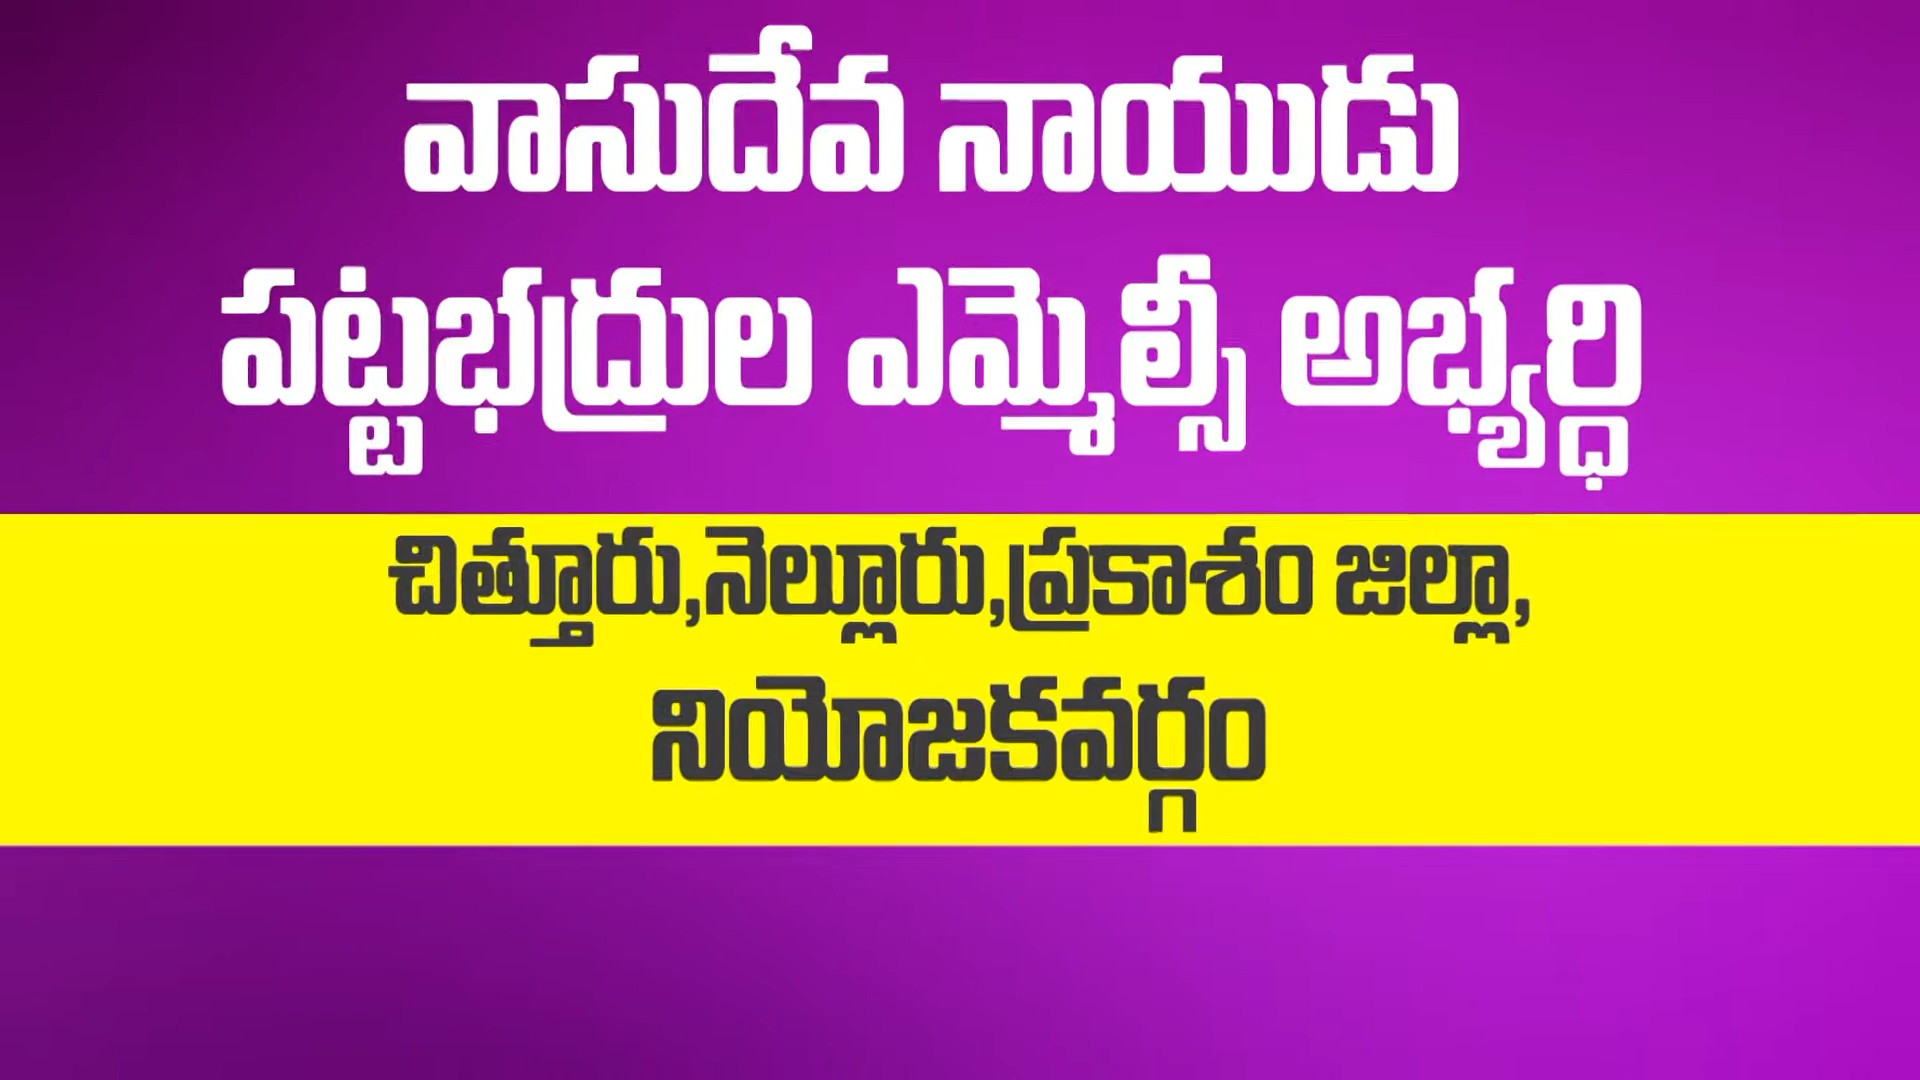 వాసుదేవ నాయుడు
పట్టభద్రుల ఎమ్మెల్సీ అభ్యర్ధి
చిత్తూరు,నెల్లూరు,ప్రకాశం జిల్లా,
నియోజకవర్గం